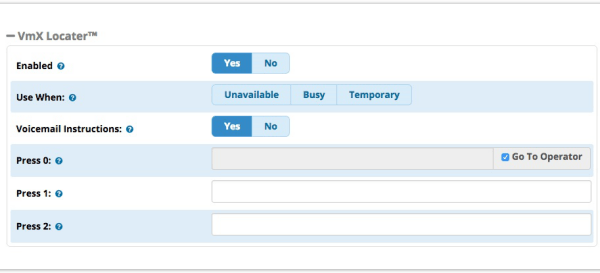 VmX Locater™
Enabled Yes No
Use When: Unavailable Busy Temporary
Voicemail Instructions: Yes No
Press 0: Go To Operator
Press 1:
Press 2: